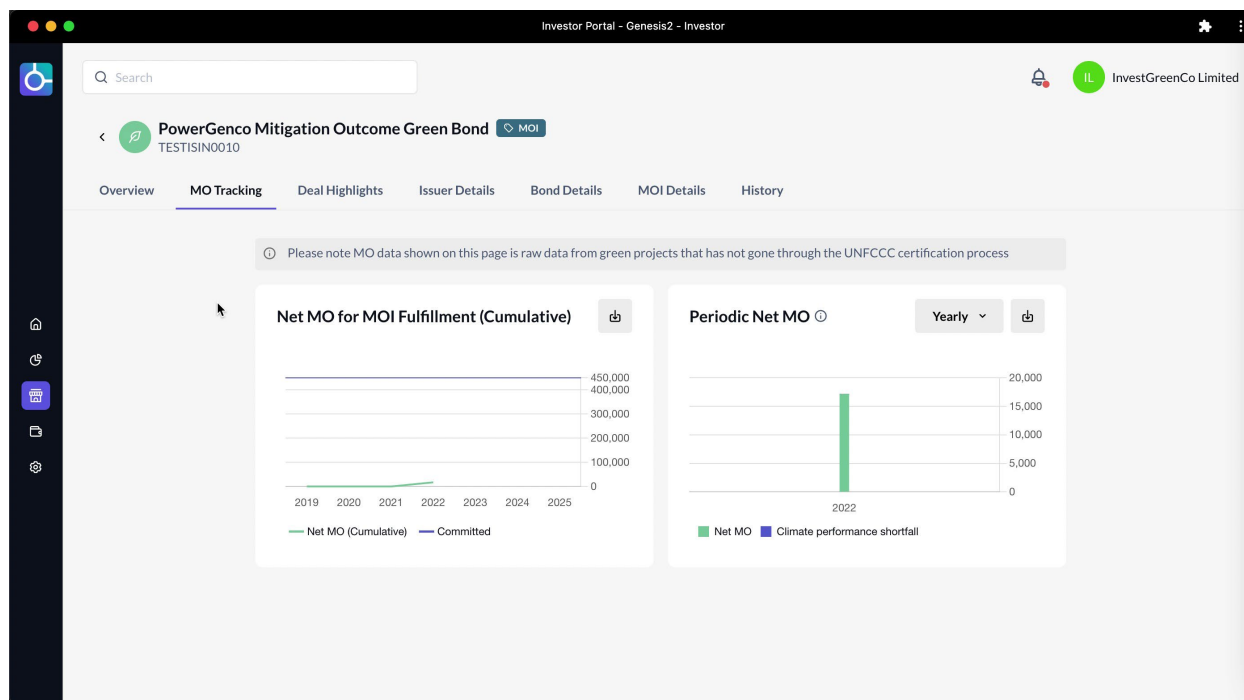 Investor Portal - Genesis2 - Investor
Search
IL
InvestGreenCo Limited
PowerGenco Mitigation Outcome Green Bond
MOI
TESTISIN0010
Overview
MO Tracking
Deal Highlights
Issuer Details
Bond Details
MOI Details
History
Please note MO data shown on this page is raw data from green projects that has not gone through the UNFCCC certification process
Net MO for MOI Fulfillment (Cumulative)
450,000
400,000
300,000
200,000
100,000
0
2019 2020 2021 2022 2023 2024 2025
Net MO (Cumulative)
Committed
Periodic Net MO
Yearly
20,000
15,000
10,000
5,000
0
2022
Net MO
Climate performance shortfall